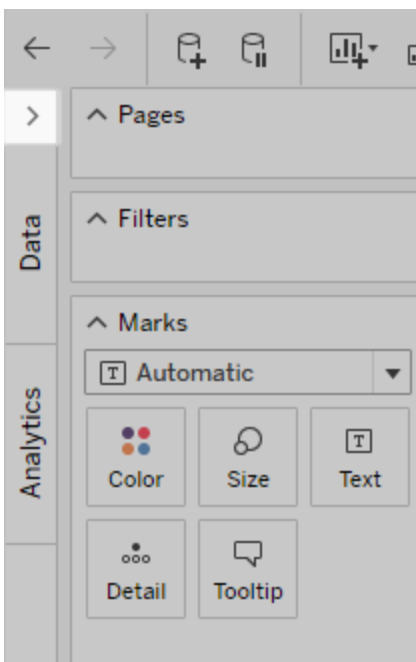 Pages
Filters
Data
Marks
T Automatic
Analytics
T
Color Size Text
Detail Tooltip